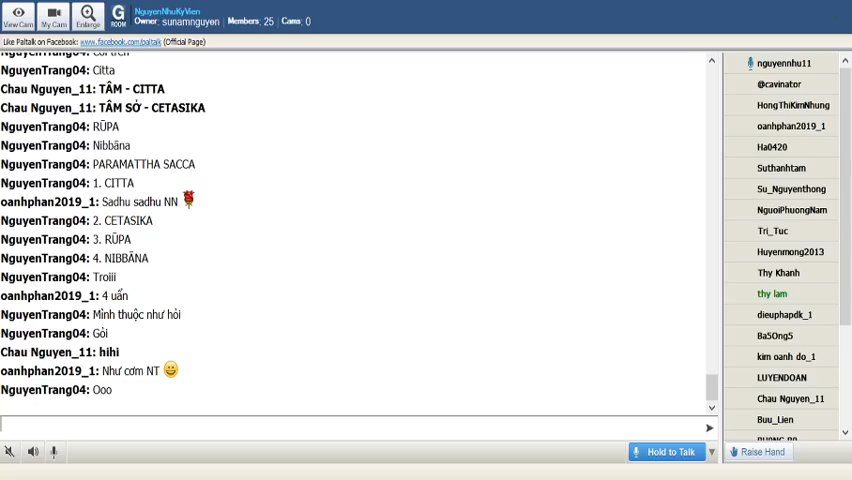 View Cam
My Cam
Enlarge
G
ROOM
NguyenNhuKyVien
Owner: sunamnguyen Members: 25 Cams: 0
Like Paltalk on Facebook: www.facebook.com/paltalk (Official Page)
NguyenTrang04: Citta
Chau Nguyen_11: TÂM - CITTA
Chau Nguyen_11: TÂM SỞ - CETASIKA
NguyenTrang04: RŪPA
NguyenTrang04: Nibbāna
NguyenTrang04: PARAMATTHA SACCA
NguyenTrang04: 1. CITTA
oanhphan2019_1: Sadhu sadhu NN
NguyenTrang04: 2. CETASIKA
NguyenTrang04: 3. RŪPA
NguyenTrang04: 4. NIBBĀNA
NguyenTrang04: Troiii
oanhphan2019_1: 4 uẩn
NguyenTrang04: Mình thuộc như hỏi
NguyenTrang04: Gòi
Chau Nguyen_11: hihi
oanhphan2019_1: Như cơm NT
NguyenTrang04: Ooo
nguyennhu11
@cavinator
HongThiKimNhung
oanhphan2019_1
Ha0420
Suthanhtam
Su_Nguyenthong
NguoiPhuongNam
Tri_Tuc
Huyenmong2013
Thy Khanh
thy lam
dieuphapdk_1
Ba5Ong5
kim oanh do_1
LUYENDOAN
Chau Nguyen_11
Buu_Lien
Hold to Talk
Raise Hand